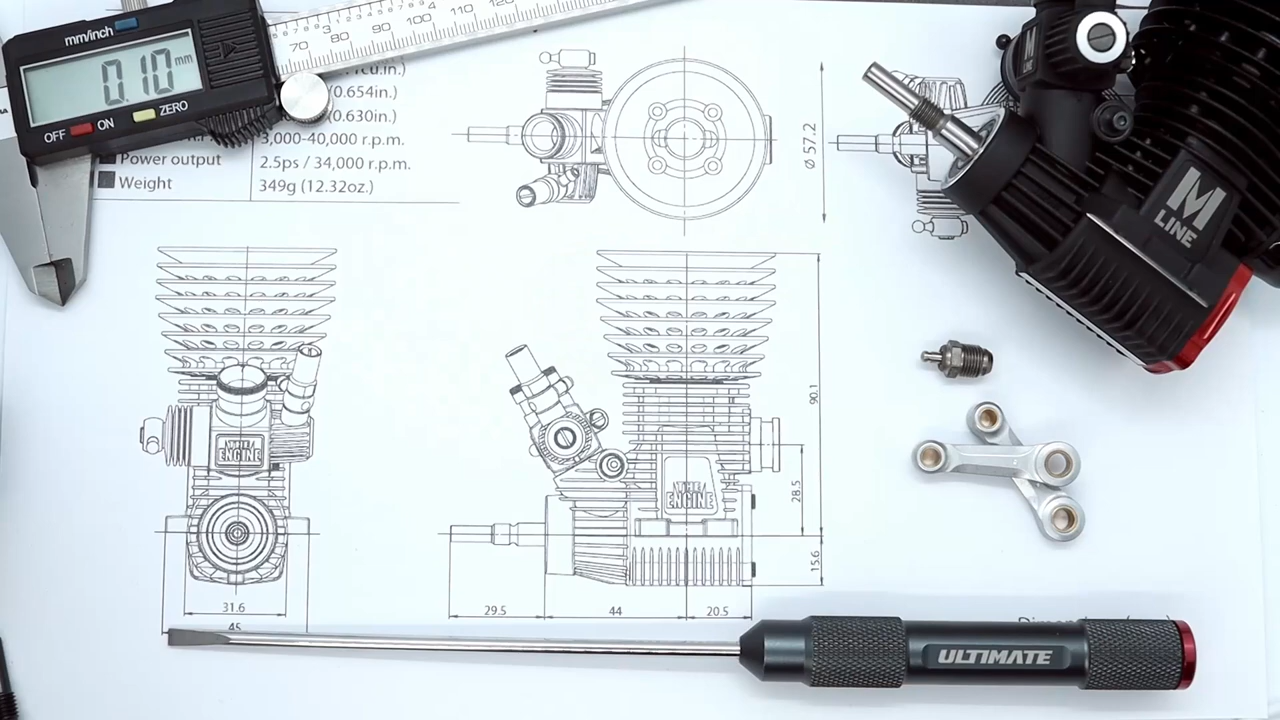 mm/inch
0.10 mm
OFF ON ZERO
70 80 90 100 110 120
(0.654in.)
(0.630in.)
3,000-40,000 r.p.m.
Power output 2.5ps / 34,000 r.p.m.
Weight 349g (12.32oz.)
ø 57.2
M
LINE
M
LINE
THE
ENGINE
THE
ENGINE
90.1
28.5
15.6
31.6
45
29.5 44 20.5
ULTIMATE